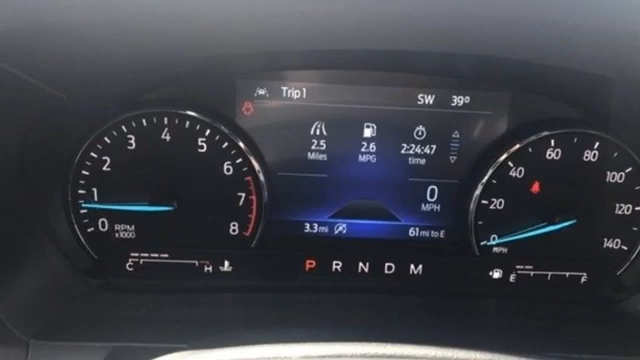 Trip 1
SW 39°
2.5
Miles
2.6
MPG
2:24:47
time
0
MPH
3.3 mi
61 mi to E
0
1
2
3
4
5
6
7
8
RPM
x1000
0
20
40
60
80
100
120
140
MPH
C H
P R N D M
E F